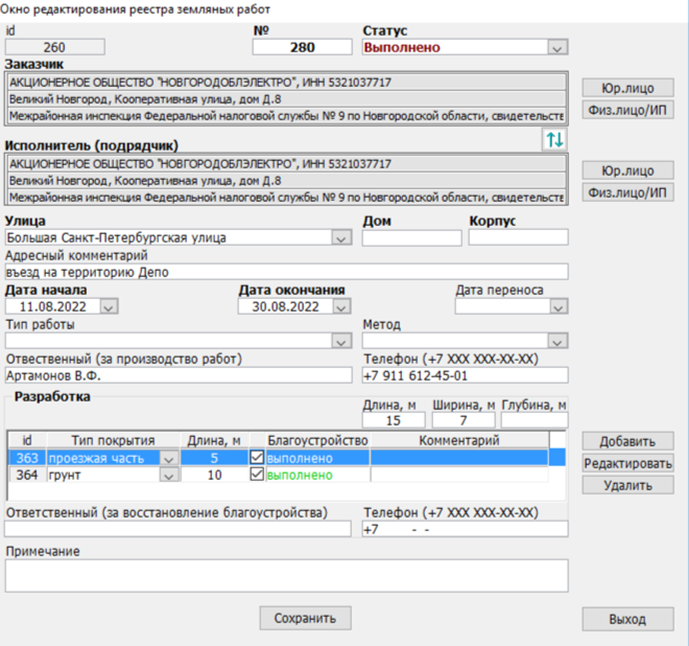 Окно редактирования реестра земляных работ
id № Статус
260 280 Выполнено
Заказчик
АКЦИОНЕРНОЕ ОБЩЕСТВО "НОВГОРОДОБЛЭЛЕКТРО", ИНН 5321037717
Юр.лицо
Великий Новгород, Кооперативная улица, дом Д.8
Физ.лицо/ИП
Межрайонная инспекция Федеральной налоговой службы № 9 по Новгородской области, свидетельств
Исполнитель (подрядчик)
АКЦИОНЕРНОЕ ОБЩЕСТВО "НОВГОРОДОБЛЭЛЕКТРО", ИНН 5321037717
Юр.лицо
Великий Новгород, Кооперативная улица, дом Д.8
Физ.лицо/ИП
Межрайонная инспекция Федеральной налоговой службы № 9 по Новгородской области, свидетельств
Улица Дом Корпус
Большая Санкт-Петербургская улица
Адресный комментарий
въезд на территорию Депо
Дата начала Дата окончания Дата переноса
11.08.2022 30.08.2022
Тип работы Метод
Отвественный (за производство работ) Телефон (+7 XXX XXX-XX-XX)
Артамонов В.Ф. +7 911 612-45-01
Разработка
Длина, м Ширина, м Глубина, м
15 7
id Тип покрытия Длина, м Благоустройство Комментарий Добавить
363 проезжая часть 5 выполнено Редактировать
364 грунт 10 выполнено Удалить
Ответственный (за восстановление благоустройства) Телефон (+7 XXX XXX-XX-XX)
+7 - -
Примечание
Сохранить Выход